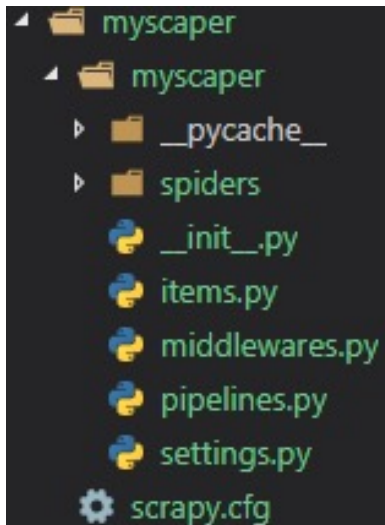 myscaper
myscaper
__pycache__
spiders
__init__.py
items.py
middlewares.py
pipelines.py
settings.py
scrapy.cfg